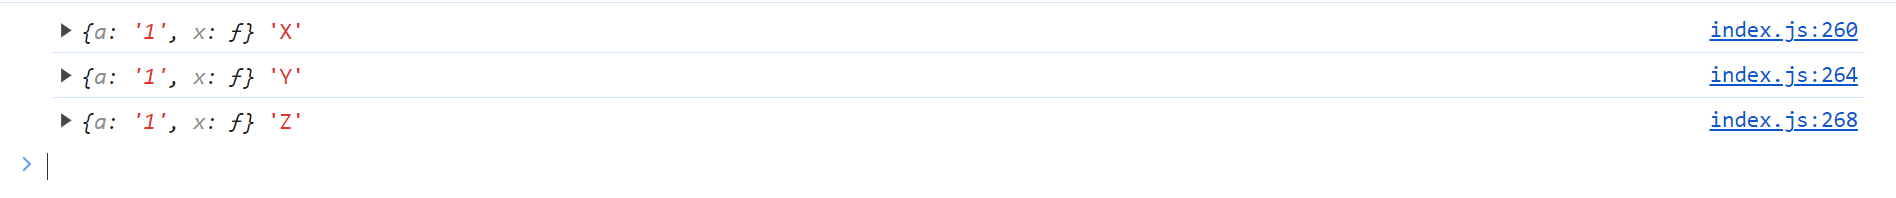 ▶ {a: '1', x: ƒ} 'X' index.js:260
▶ {a: '1', x: ƒ} 'Y' index.js:264
▶ {a: '1', x: ƒ} 'Z' index.js:268
>